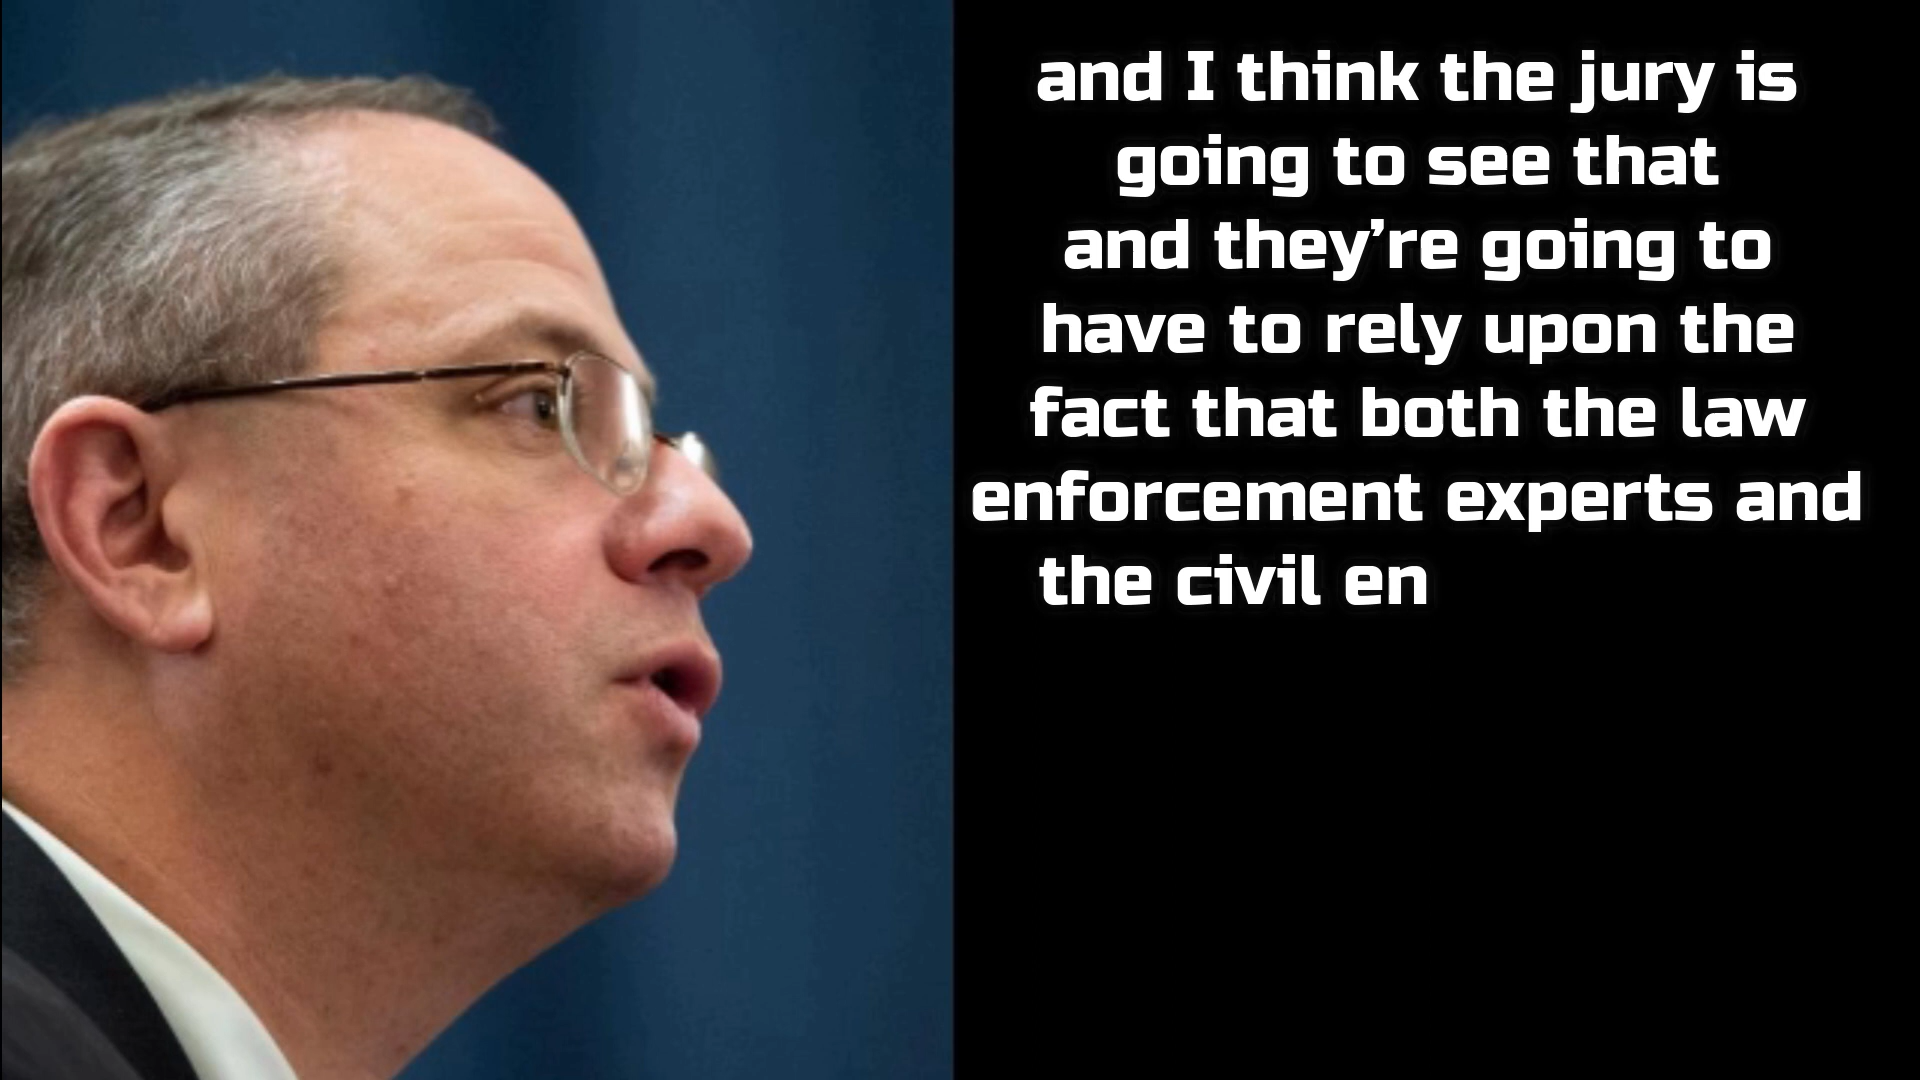 and I think the jury is
going to see that
and they’re going to
have to rely upon the
fact that both the law
enforcement experts and
the civil en